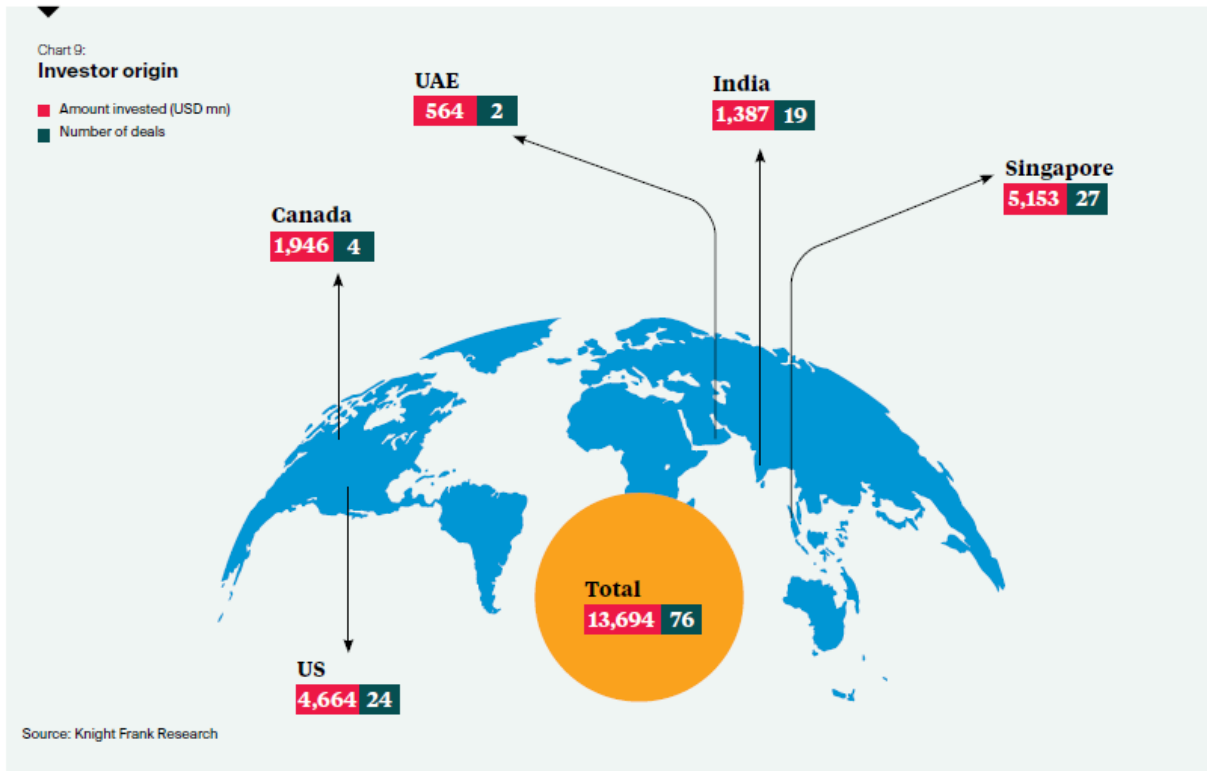 Chart 9:
Investor origin
Amount invested (USD mn)
Number of deals
UAE
564 2
India
1,387 19
Singapore
5,153 27
Canada
1,946 4
Total
13,694 76
US
4,664 24
Source: Knight Frank Research